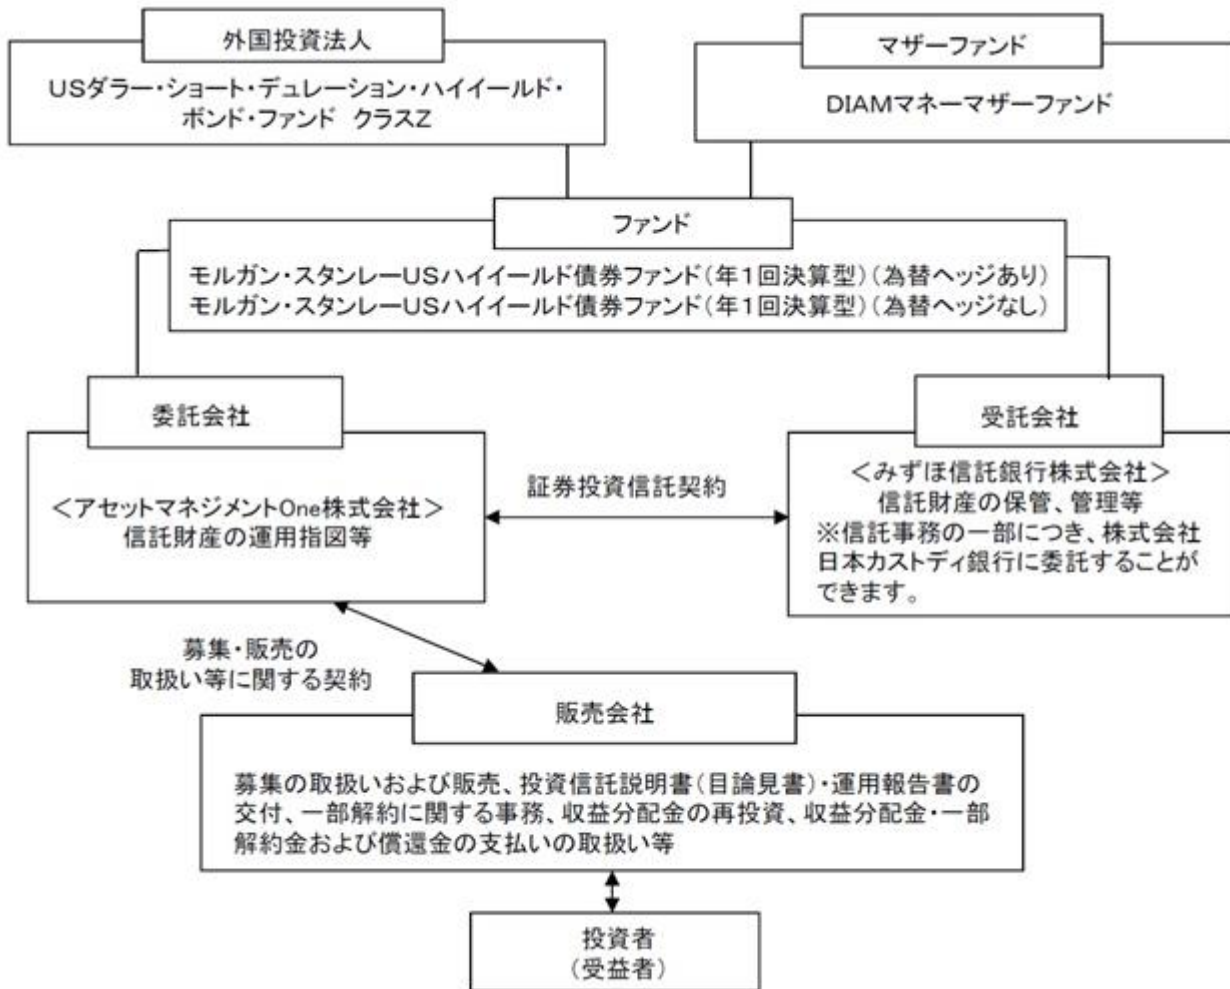 外国投資法人
USダラー・ショート・デュレーション・ハイイールド・
ボンド・ファンド クラスZ
マザーファンド
DIAMマネーマザーファンド
ファンド
モルガン・スタンレーUSハイイールド債券ファンド(年1回決算型)(為替ヘッジあり)
モルガン・スタンレーUSハイイールド債券ファンド(年1回決算型)(為替ヘッジなし)
委託会社
<アセットマネジメントOne株式会社>
信託財産の運用指図等
証券投資信託契約
受託会社
<みずほ信託銀行株式会社>
信託財産の保管、管理等
※信託事務の一部につき、株式会社
日本カストディ銀行に委託することが
できます。
募集・販売の
取扱い等に関する契約
販売会社
募集の取扱いおよび販売、投資信託説明書(目論見書)・運用報告書の
交付、一部解約に関する事務、収益分配金の再投資、収益分配金・一部
解約金および償還金の支払いの取扱い等
投資者
(受益者)